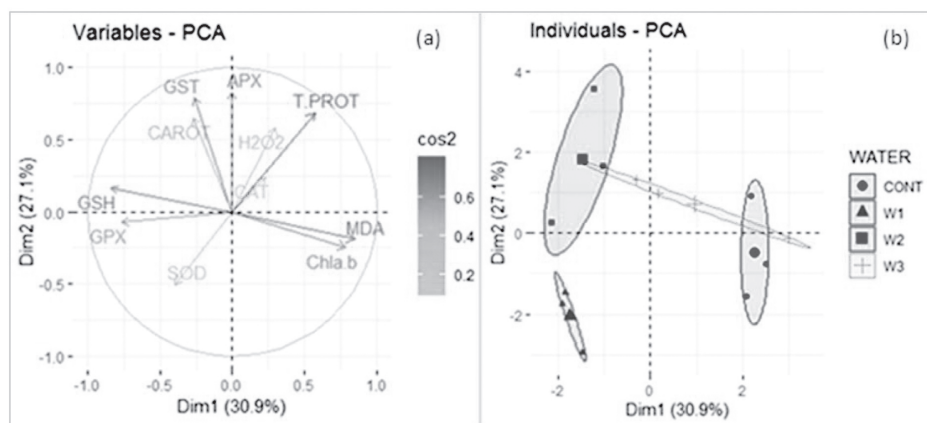 Variables - PCA
(a)
1.0
0.5
0.0
-0.5
-1.0
Dim2 (27.1%)
GST
APX
T.PROT
CAROT
H2O2
CAT
GSH
GPX
MDA
Chla.b
SOD
-1.0 -0.5 0.0 0.5 1.0
Dim1 (30.9%)
cos2
0.6
0.4
0.2
Individuals - PCA
(b)
4
2
0
-2
Dim2 (27.1%)
-2 0 2
Dim1 (30.9%)
WATER
CONT
W1
W2
W3